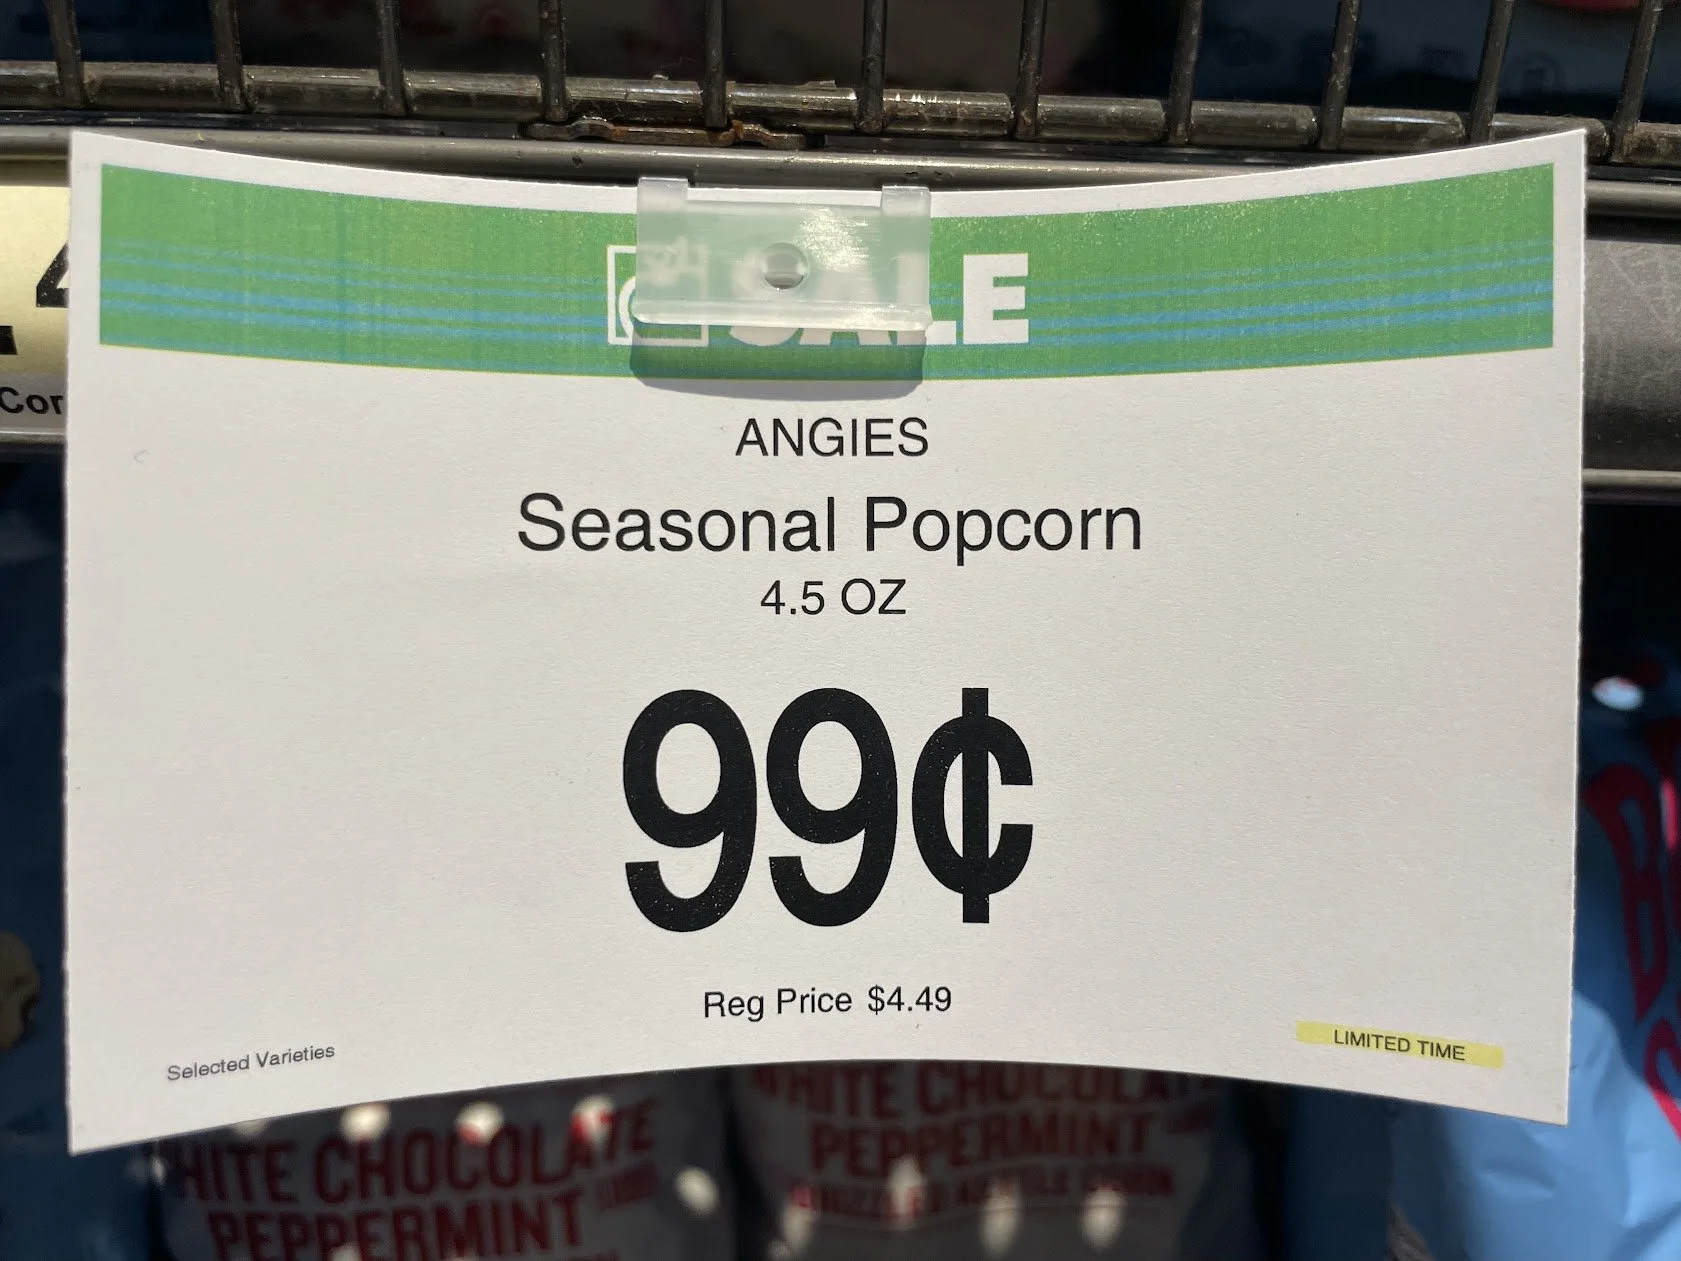 SALE
ANGIES
Seasonal Popcorn
4.5 OZ
99¢
Reg Price $4.49
Selected Varieties
LIMITED TIME
Cor
WHITE CHOCOLATE
PEPPERMINT
HITE CHOCOLATE
PEPPERMINT